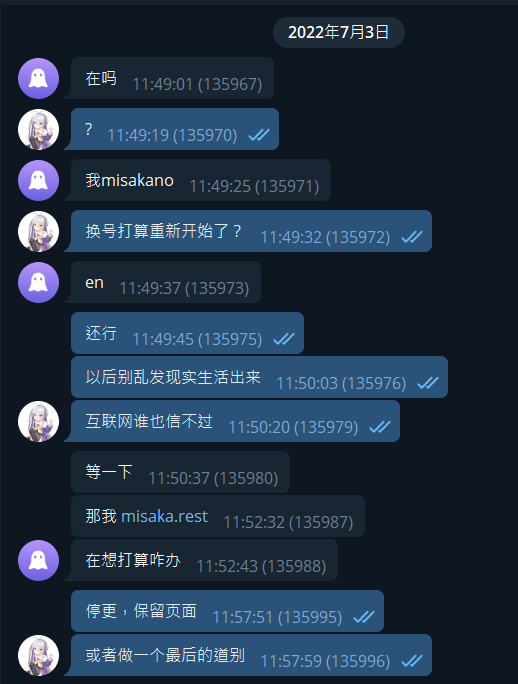 2022年7月3日
在吗 11:49:01 (135967)
? 11:49:19 (135970)
我misakano 11:49:25 (135971)
换号打算重新开始了？ 11:49:32 (135972)
en 11:49:37 (135973)
还行 11:49:45 (135975)
以后别乱发现实生活出来 11:50:03 (135976)
互联网谁也信不过 11:50:20 (135979)
等一下 11:50:37 (135980)
那我 misaka.rest 11:52:32 (135987)
在想打算咋办 11:52:43 (135988)
停更，保留页面 11:57:51 (135995)
或者做一个最后的道别 11:57:59 (135996)